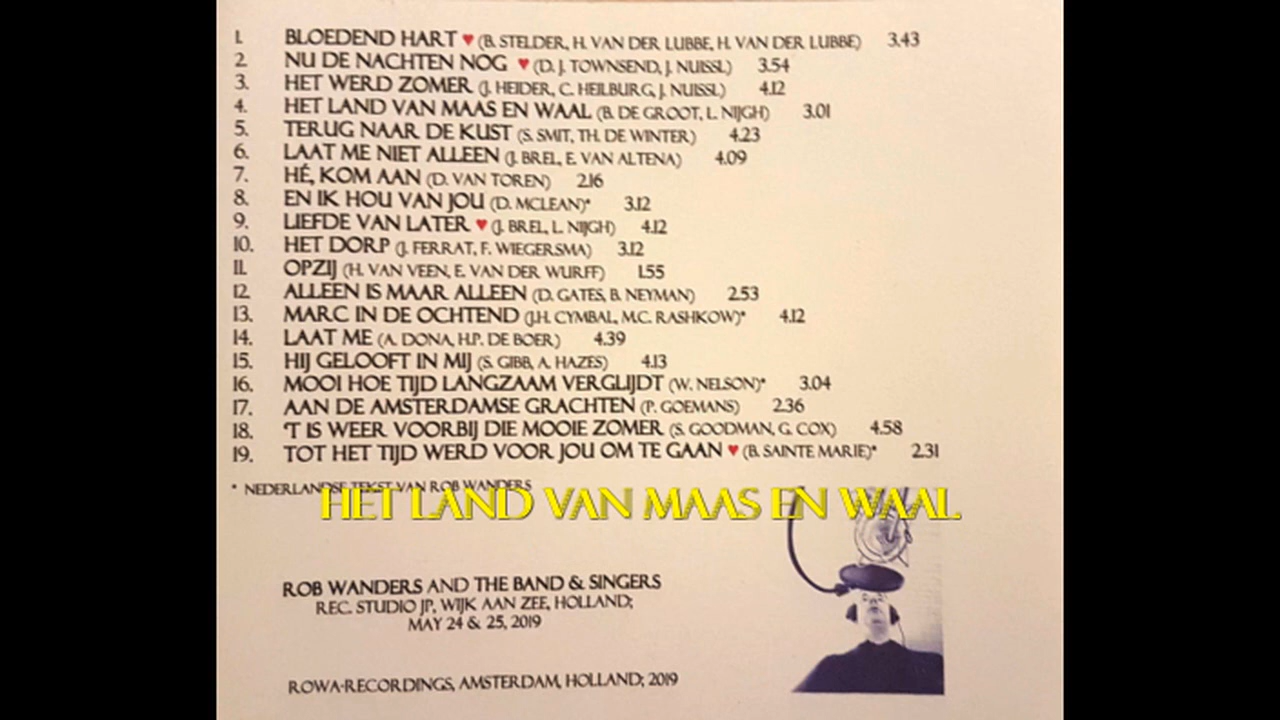 1. BLOEDEND HART ♥ (B. STELDER, H. VAN DER LUBBE, H. VAN DER LUBBE) 3.43
2. NU DE NACHTEN NOG ♥ (D. J. TOWNSEND, J. NUISSL) 3.54
3. HET WERD ZOMER (J. HEIDER, C. HEILBURG, J. NUISSL) 4.12
4. HET LAND VAN MAAS EN WAAL (B. DE GROOT, L. NIJGH) 3.01
5. TERUG NAAR DE KUST (S. SMIT, TH. DE WINTER) 4.23
6. LAAT ME NIET ALLEEN (J. BREL, E. VAN ALTENA) 4.09
7. HÉ, KOM AAN (D. VAN TOREN) 2.16
8. EN IK HOU VAN JOU (D. MCLEAN)* 3.12
9. LIEFDE VAN LATER ♥ (J. BREL, L. NIJGH) 4.12
10. HET DORP (J. FERRAT, F. WIEGERSMA) 3.12
11. OPZIJ (H. VAN VEEN, E. VAN DER WURFF) 1.55
12. ALLEEN IS MAAR ALLEEN (D. GATES, B. NEYMAN) 2.53
13. MARC IN DE OCHTEND (J.H. CYMBAL, M.C. RASHKOW)* 4.12
14. LAAT ME (A. DONA, H.P. DE BOER) 4.39
15. HIJ GELOOFT IN MIJ (S. GIBB, A. HAZES) 4.13
16. MOOI HOE TIJD LANGZAAM VERGLIJDT (W. NELSON)* 3.04
17. AAN DE AMSTERDAMSE GRACHTEN (P. GOEMANS) 2.36
18. 'T IS WEER VOORBIJ DIE MOOIE ZOMER (S. GOODMAN, G. COX) 4.58
19. TOT HET TIJD WERD VOOR JOU OM TE GAAN ♥ (B. SAINTE MARIE)* 2.31
* NEDERLANDSE TEKST VAN ROB WANDERS
HET LAND VAN MAAS EN WAAL
ROB WANDERS AND THE BAND & SINGERS
REC. STUDIO JP, WIJK AAN ZEE, HOLLAND;
MAY 24 & 25, 2019
ROWA-RECORDINGS, AMSTERDAM, HOLLAND; 2019